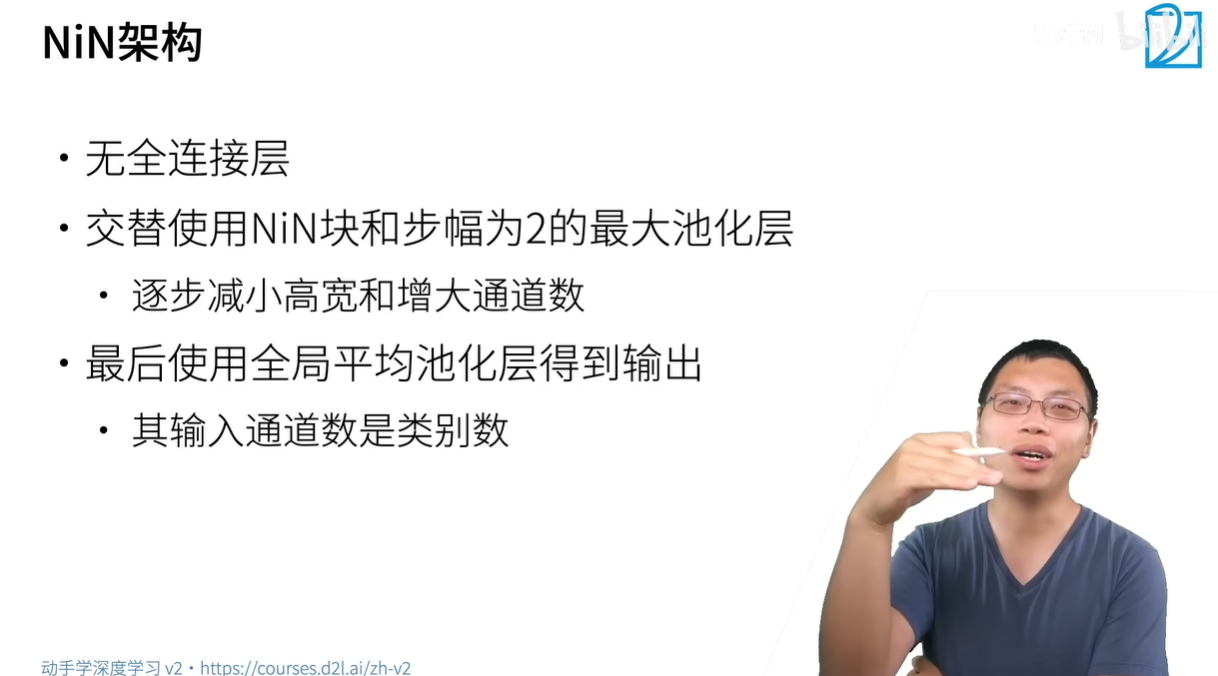 NiN架构
• 无全连接层
• 交替使用NiN块和步幅为2的最大池化层
• 逐步减小高宽和增大通道数
• 最后使用全局平均池化层得到输出
• 其输入通道数是类别数
动手学深度学习 v2 • https://courses.d2l.ai/zh-v2